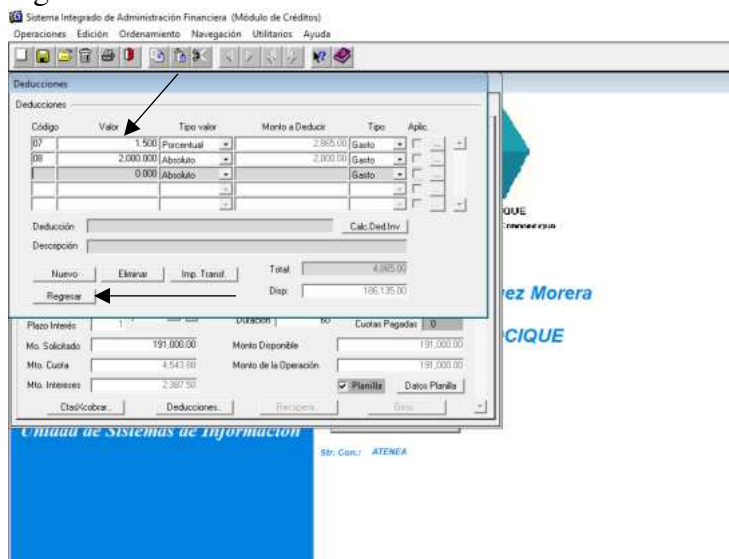 Sistema Integrado de Administración Financiera (Módulo de Créditos)
Operaciones Edición Ordenamiento Navegación Utilitarios Ayuda
Deducciones
Deducciones
Código Valor Tipo valor Monto a Deducir Tipo Aplic.
07 1.500 Porcentual 2,865.00 Gasto ...
08 2,000.000 Absoluto 2,000.00 Gasto ...
0.000 Absoluto Gasto ...
Deducción Calc.Ded.Inv
Descripción
Nuevo Eliminar Imp. Transf. Total 4,865.00
Regresar Disp: 186,135.00
QUE
ez Morera
CIQUE
Plazo Interés 1 Duración 60 Cuotas Pagadas 0
Mo. Solicitado 191,000.00 Monto Disponible 191,000.00
Mto. Cuota 4,543.88 Monto de la Operación 191,000.00
Mto. Intereses 2,387.50 Planilla Datos Planilla
CtasXcobrar.. Deducciones.. Recupera.. Otros
Unidad de Sistemas de Información
Str. Con.: ATENEA